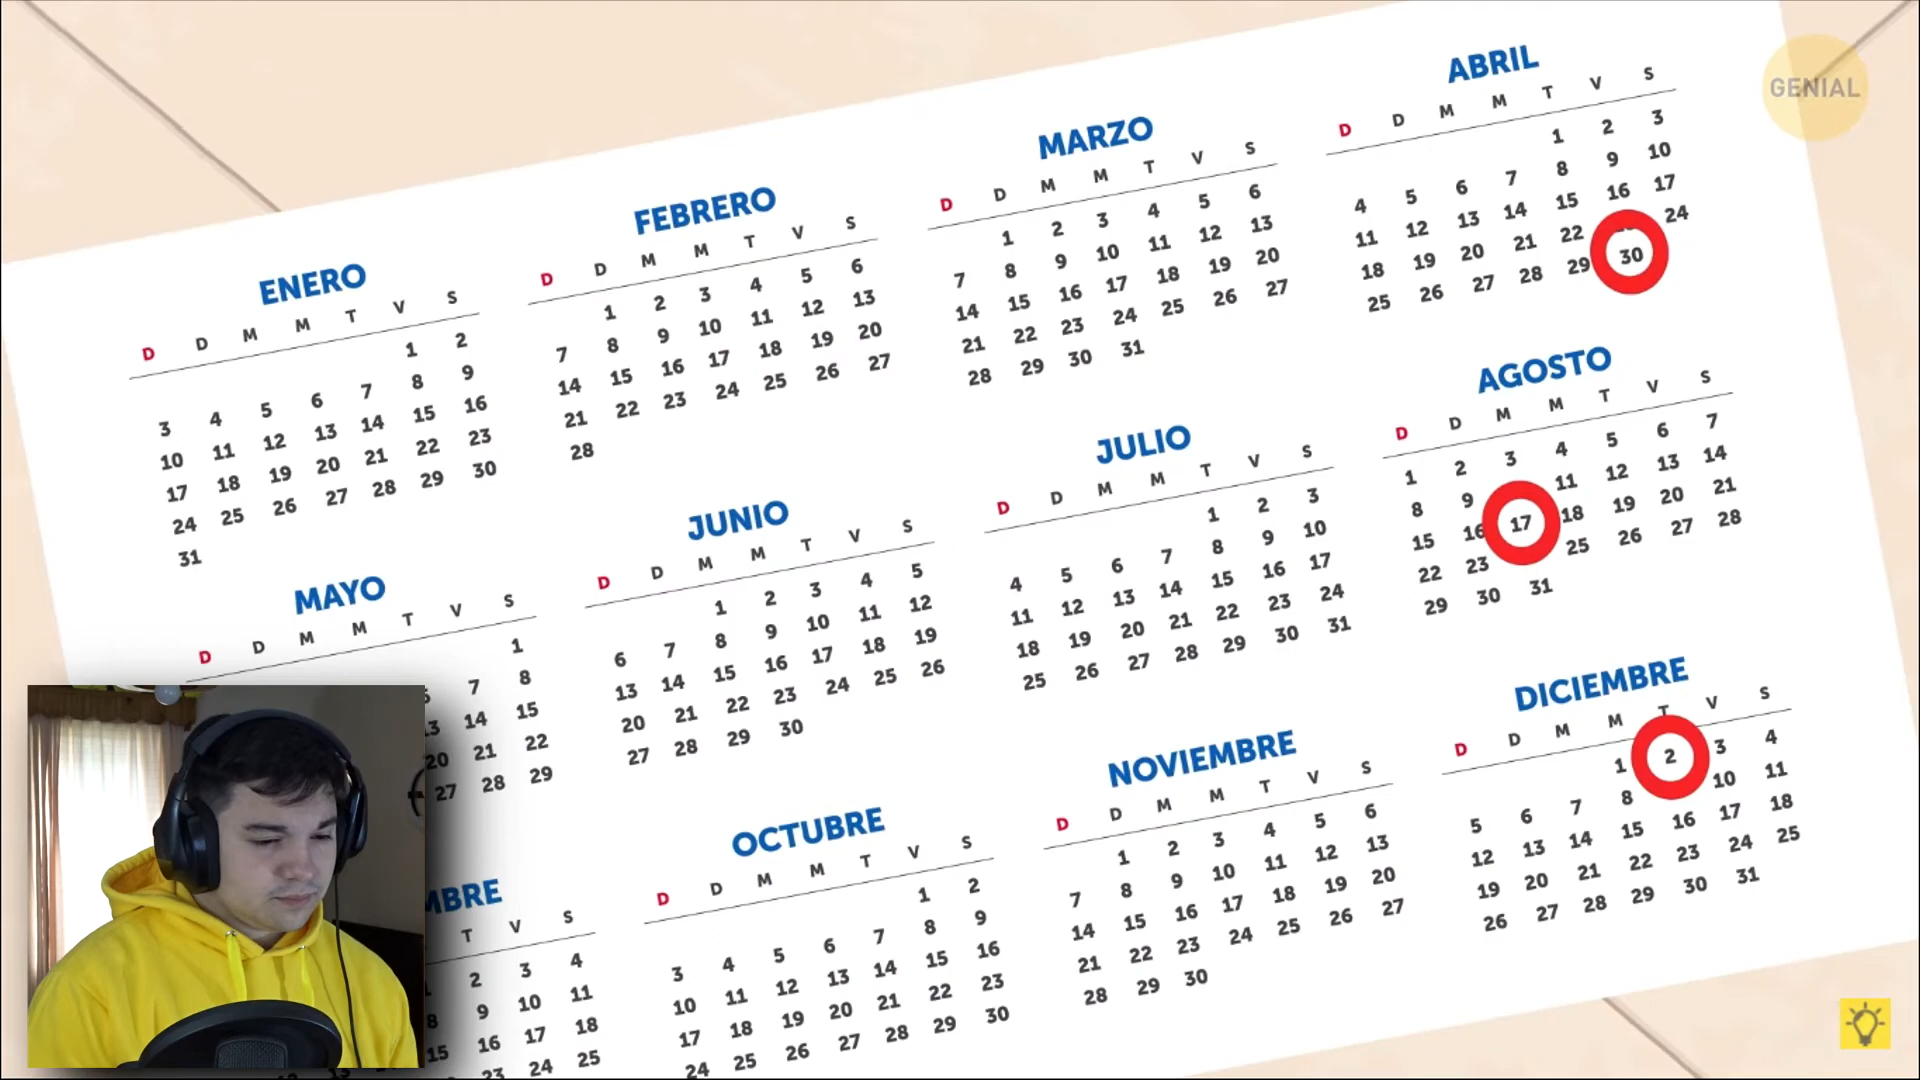 GENIAL
ENERO
D D M M T V S
1 2
3 4 5 6 7 8 9
10 11 12 13 14 15 16
17 18 19 20 21 22 23
24 25 26 27 28 29 30
31
FEBRERO
D D M M T V S
1 2 3 4 5 6
7 8 9 10 11 12 13
14 15 16 17 18 19 20
21 22 23 24 25 26 27
28
MARZO
D D M M T V S
1 2 3 4 5 6
7 8 9 10 11 12 13
14 15 16 17 18 19 20
21 22 23 24 25 26 27
28 29 30 31
ABRIL
D D M M T V S
1 2 3
4 5 6 7 8 9 10
11 12 13 14 15 16 17
18 19 20 21 22 24
25 26 27 28 29 30
MAYO
D D M M T V S
1
7 8
13 14 15
20 21 22
27 28 29
JUNIO
D D M M T V S
1 2 3 4 5
6 7 8 9 10 11 12
13 14 15 16 17 18 19
20 21 22 23 24 25 26
27 28 29 30
JULIO
D D M M T V S
1 2 3
4 5 6 7 8 9 10
11 12 13 14 15 16 17
18 19 20 21 22 23 24
25 26 27 28 29 30 31
AGOSTO
D D M M T V S
1 2 3 4 5 6 7
8 9 11 12 13 14
15 16 17 18 19 20 21
22 23 25 26 27 28
29 30 31
MBRE
T V S
2 3 4
8 9 10 11
15 16 17 18
23 24 25
OCTUBRE
D D M M T V S
1 2
3 4 5 6 7 8 9
10 11 12 13 14 15 16
17 18 19 20 21 22 23
24 25 26 27 28 29 30
NOVIEMBRE
D D M M T V S
1 2 3 4 5 6
7 8 9 10 11 12 13
14 15 16 17 18 19 20
21 22 23 24 25 26 27
28 29 30
DICIEMBRE
D D M M T V S
1 2 3 4
5 6 7 8 10 11
12 13 14 15 16 17 18
19 20 21 22 23 24 25
26 27 28 29 30 31